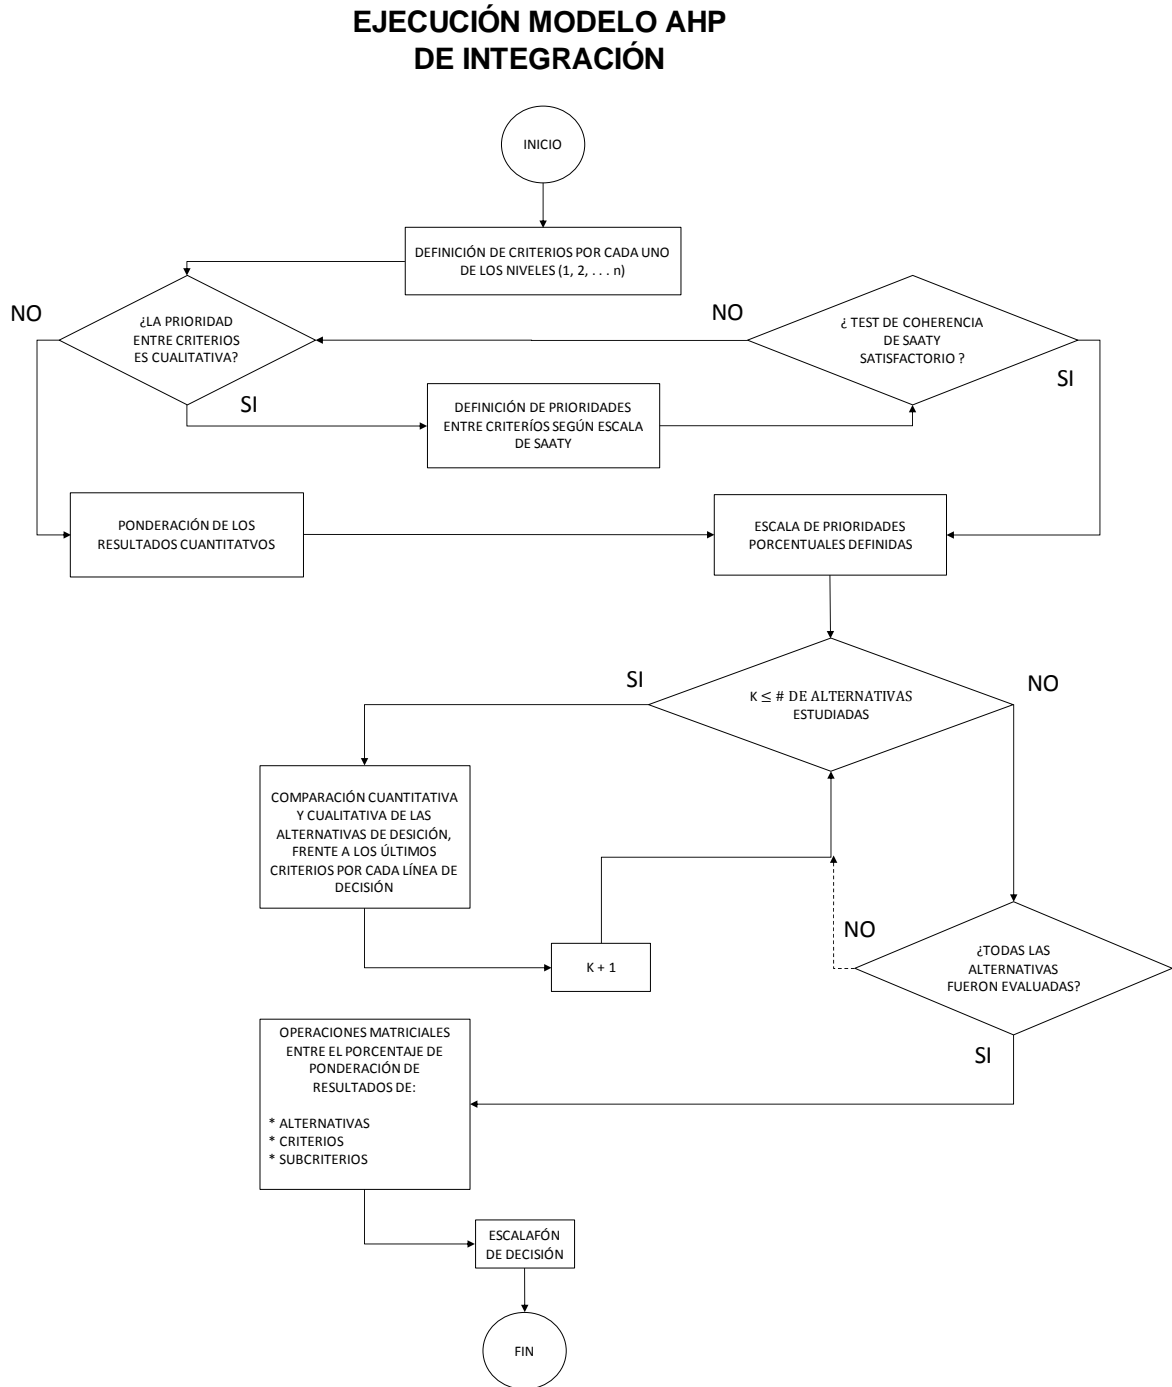 EJECUCIÓN MODELO AHP
DE INTEGRACIÓN
INICIO
DEFINICIÓN DE CRITERIOS POR CADA UNO
DE LOS NIVELES (1, 2, . . . n)
NO
¿LA PRIORIDAD
ENTRE CRITERIOS
ES CUALITATIVA?
SI
NO
¿ TEST DE COHERENCIA
DE SAATY
SATISFACTORIO ?
SI
DEFINICIÓN DE PRIORIDADES
ENTRE CRITERÍOS SEGÚN ESCALA
DE SAATY
PONDERACIÓN DE LOS
RESULTADOS CUANTITATVOS
ESCALA DE PRIORIDADES
PORCENTUALES DEFINIDAS
SI
K ≤ # DE ALTERNATIVAS
ESTUDIADAS
NO
COMPARACIÓN CUANTITATIVA
Y CUALITATIVA DE LAS
ALTERNATIVAS DE DESICIÓN,
FRENTE A LOS ÚLTIMOS
CRITERIOS POR CADA LÍNEA DE
DECISIÓN
K + 1
NO
¿TODAS LAS
ALTERNATIVAS
FUERON EVALUADAS?
SI
OPERACIONES MATRICIALES
ENTRE EL PORCENTAJE DE
PONDERACIÓN DE
RESULTADOS DE:
* ALTERNATIVAS
* CRITERIOS
* SUBCRITERIOS
ESCALAFÓN
DE DECISIÓN
FIN